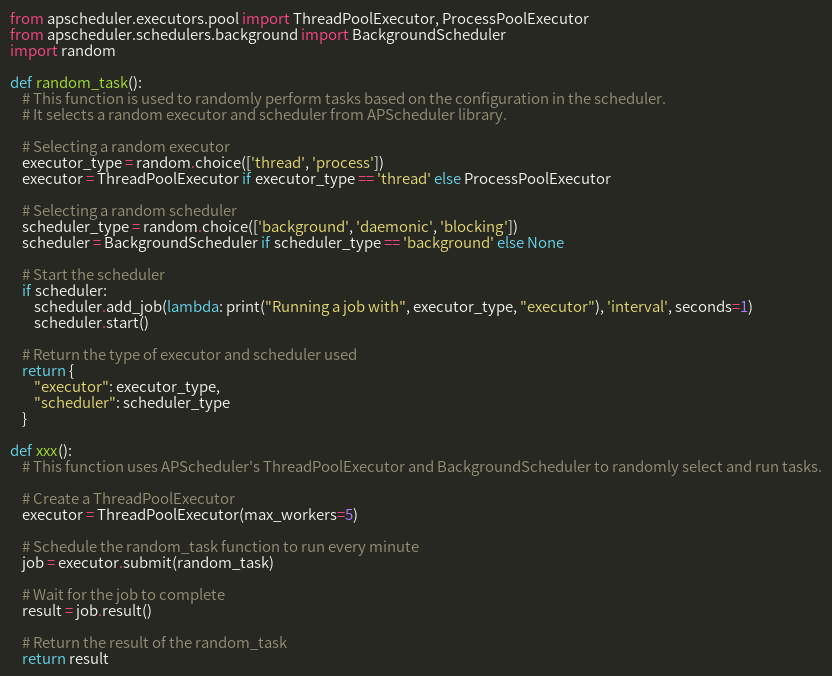 from apscheduler.executors.pool import ThreadPoolExecutor, ProcessPoolExecutor
from apscheduler.schedulers.background import BackgroundScheduler
import random

def random_task():
    # This function is used to randomly perform tasks based on the configuration in the scheduler.
    # It selects a random executor and scheduler from APScheduler library.

    # Selecting a random executor
    executor_type = random.choice(['thread', 'process'])
    executor = ThreadPoolExecutor if executor_type == 'thread' else ProcessPoolExecutor

    # Selecting a random scheduler
    scheduler_type = random.choice(['background', 'daemonic', 'blocking'])
    scheduler = BackgroundScheduler if scheduler_type == 'background' else None

    # Start the scheduler
    if scheduler:
        scheduler.add_job(lambda: print("Running a job with", executor_type, "executor"), 'interval', seconds=1)
        scheduler.start()

    # Return the type of executor and scheduler used
    return {
        "executor": executor_type,
        "scheduler": scheduler_type
    }

def xxx():
    # This function uses APScheduler's ThreadPoolExecutor and BackgroundScheduler to randomly select and run tasks.

    # Create a ThreadPoolExecutor
    executor = ThreadPoolExecutor(max_workers=5)

    # Schedule the random_task function to run every minute
    job = executor.submit(random_task)

    # Wait for the job to complete
    result = job.result()

    # Return the result of the random_task
    return result